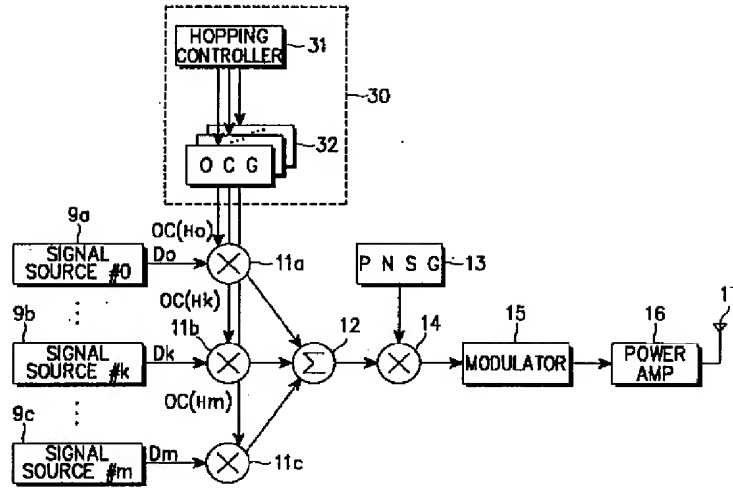 HOPPING
CONTROLLER
31
30
32
O C G
9a
SIGNAL
SOURCE #0
Do
OC(Ho)
11a
P N S G
13
9b
SIGNAL
SOURCE #k
Dk
OC(Hk)
11b
12
14
15
MODULATOR
16
POWER
AMP
9c
SIGNAL
SOURCE #m
Dm
OC(Hm)
11c
Σ